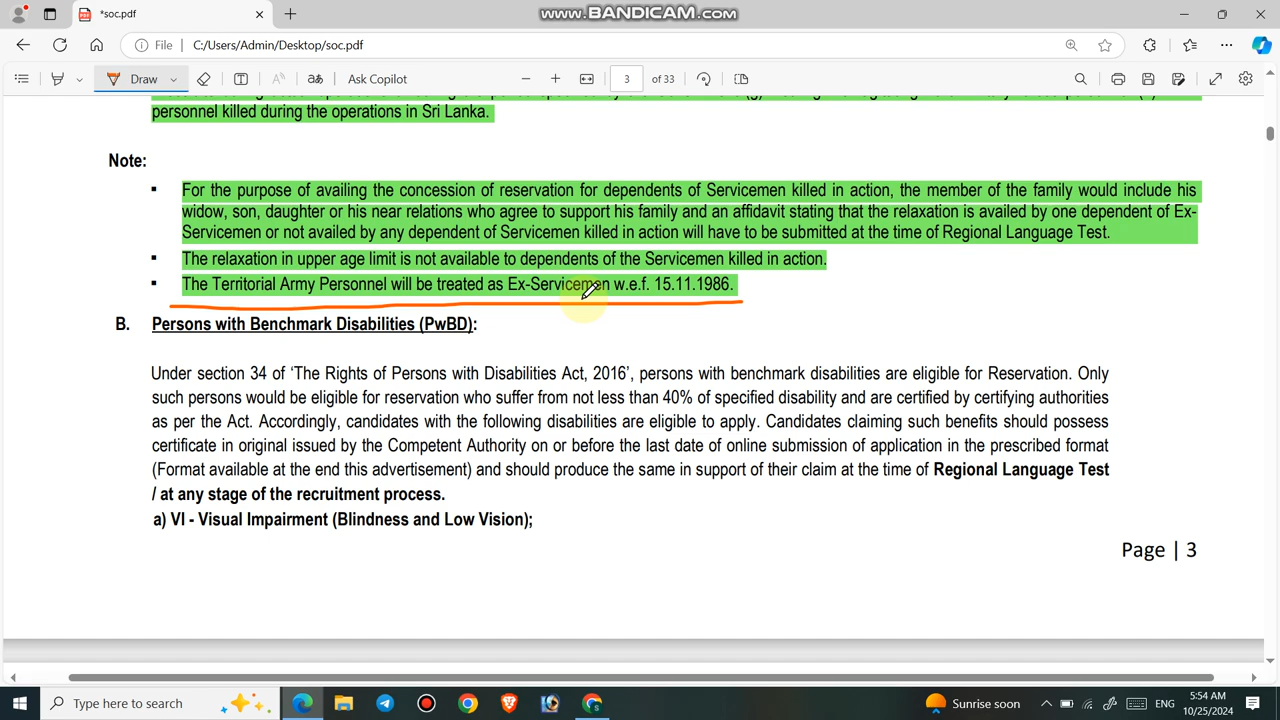 *soc.pdf
www.BANDICAM.com
File C:/Users/Admin/Desktop/soc.pdf
Draw Ask Copilot 3 of 33
personnel killed during the operations in Sri Lanka.
Note:
▪ For the purpose of availing the concession of reservation for dependents of Servicemen killed in action, the member of the family would include his
widow, son, daughter or his near relations who agree to support his family and an affidavit stating that the relaxation is availed by one dependent of Ex-
Servicemen or not availed by any dependent of Servicemen killed in action will have to be submitted at the time of Regional Language Test.
▪ The relaxation in upper age limit is not available to dependents of the Servicemen killed in action.
▪ The Territorial Army Personnel will be treated as Ex-Servicemen w.e.f. 15.11.1986.
B. Persons with Benchmark Disabilities (PwBD):
Under section 34 of ‘The Rights of Persons with Disabilities Act, 2016’, persons with benchmark disabilities are eligible for Reservation. Only
such persons would be eligible for reservation who suffer from not less than 40% of specified disability and are certified by certifying authorities
as per the Act. Accordingly, candidates with the following disabilities are eligible to apply. Candidates claiming such benefits should possess
certificate in original issued by the Competent Authority on or before the last date of online submission of application in the prescribed format
(Format available at the end this advertisement) and should produce the same in support of their claim at the time of Regional Language Test
/ at any stage of the recruitment process.
a) VI - Visual Impairment (Blindness and Low Vision);
Page | 3
Type here to search
Sunrise soon
ENG
5:54 AM
10/25/2024